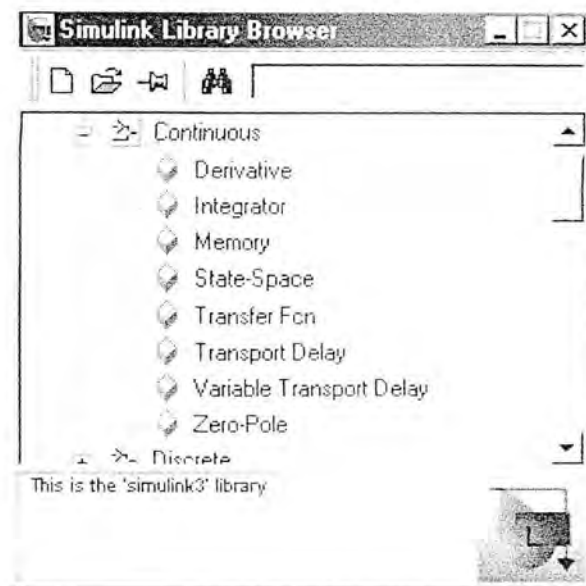 Simulink Library Browser
Continuous
Derivative
Integrator
Memory
State-Space
Transfer Fcn
Transport Delay
Variable Transport Delay
Zero-Pole
Discrete
This is the 'simulink3' library